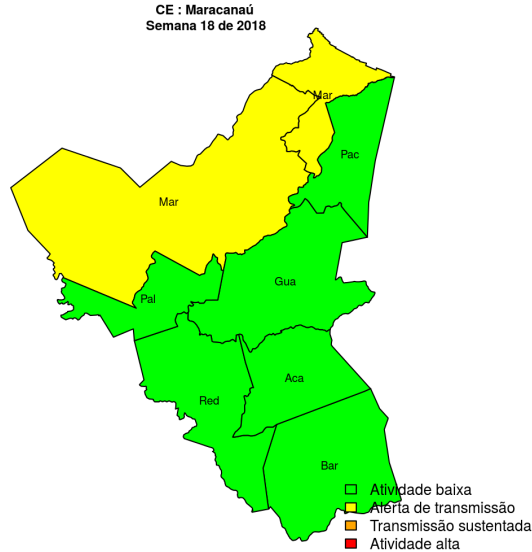 CE : Maracanaú
Semana 18 de 2018
Mar
Pac
Mar
Gua
Pal
Aca
Red
Bar
Atividade baixa
Alerta de transmissão
Transmissão sustentada
Atividade alta